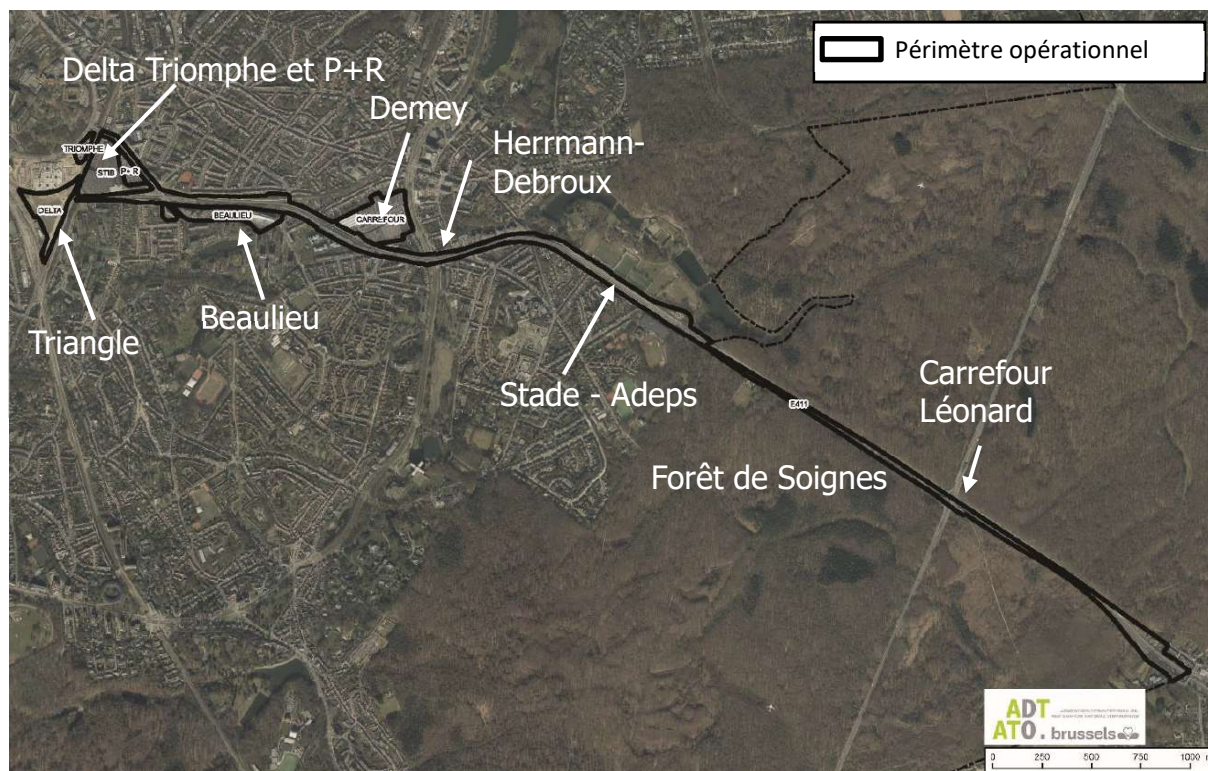 Périmètre opérationnel
Delta Triomphe et P+R
Demey
Herrmann-
Debroux
TRIOMPHE
STIB
P+R
DELTA
BEAULIEU
CARREFOUR
Triangle
Beaulieu
Stade - Adeps
E411
Carrefour
Léonard
Forêt de Soignes
ADT
ATO. brussels
0 250 500 750 1000